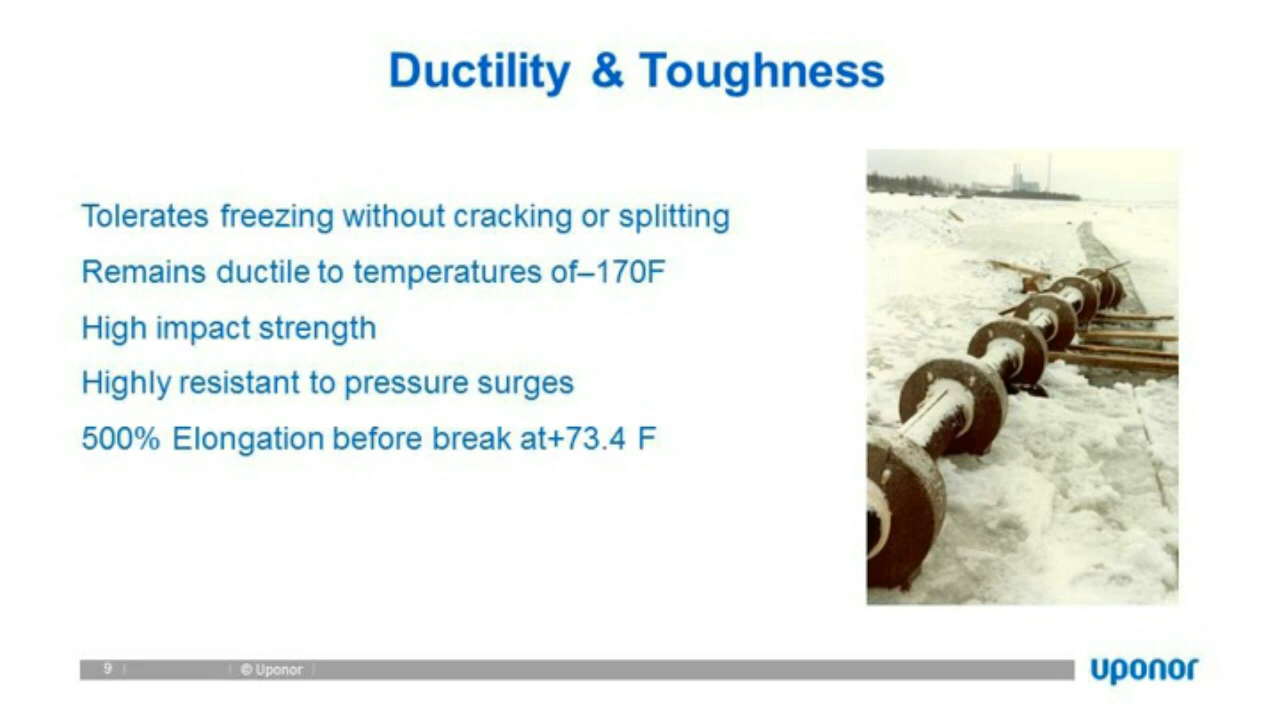 Ductility & Toughness
Tolerates freezing without cracking or splitting
Remains ductile to temperatures of–170F
High impact strength
Highly resistant to pressure surges
500% Elongation before break at+73.4 F
9
© Uponor
uponor